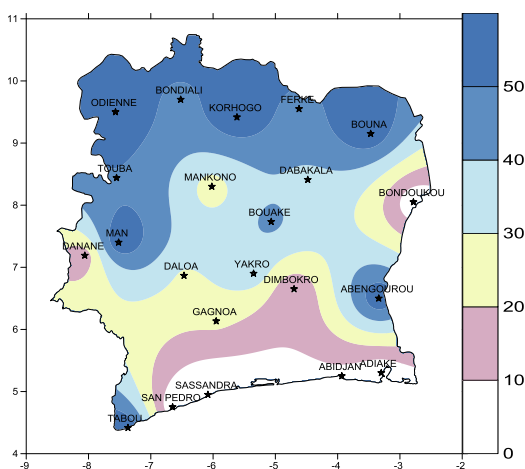 11
10
9
8
7
6
5
4
-9
-8
-7
-6
-5
-4
-3
-2
50
40
30
20
10
0
BONDIALI
ODIENNE
KORHOGO
FERKE
BOUNA
TOUBA
MANKONO
DABAKALA
BONDOUKOU
BOUAKE
MAN
DANANE
DALOA
YAKRO
DIMBOKRO
ABENGOUROU
GAGNOA
ABIDJAN
ADIAKE
SASSANDRA
SAN PEDRO
TABOU